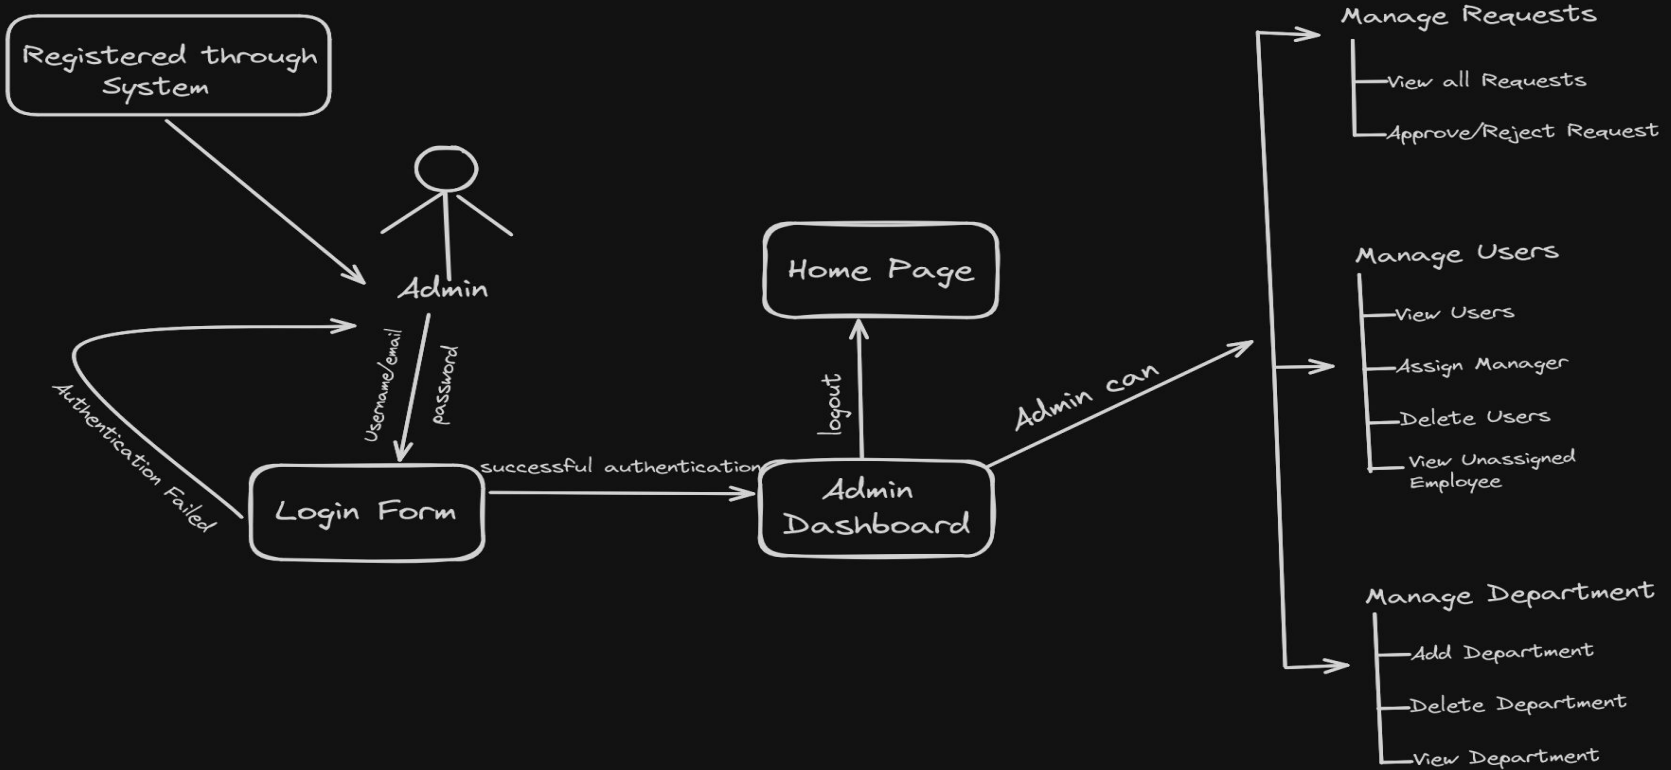 Registered through
System
Admin
Username/email
password
Authentication Failed
Login Form
successful authentication
Home Page
logout
Admin
Dashboard
Admin can
Manage Requests
View all Requests
Approve/Reject Request
Manage Users
View Users
Assign Manager
Delete Users
View Unassigned
Employee
Manage Department
Add Department
Delete Department
View Department